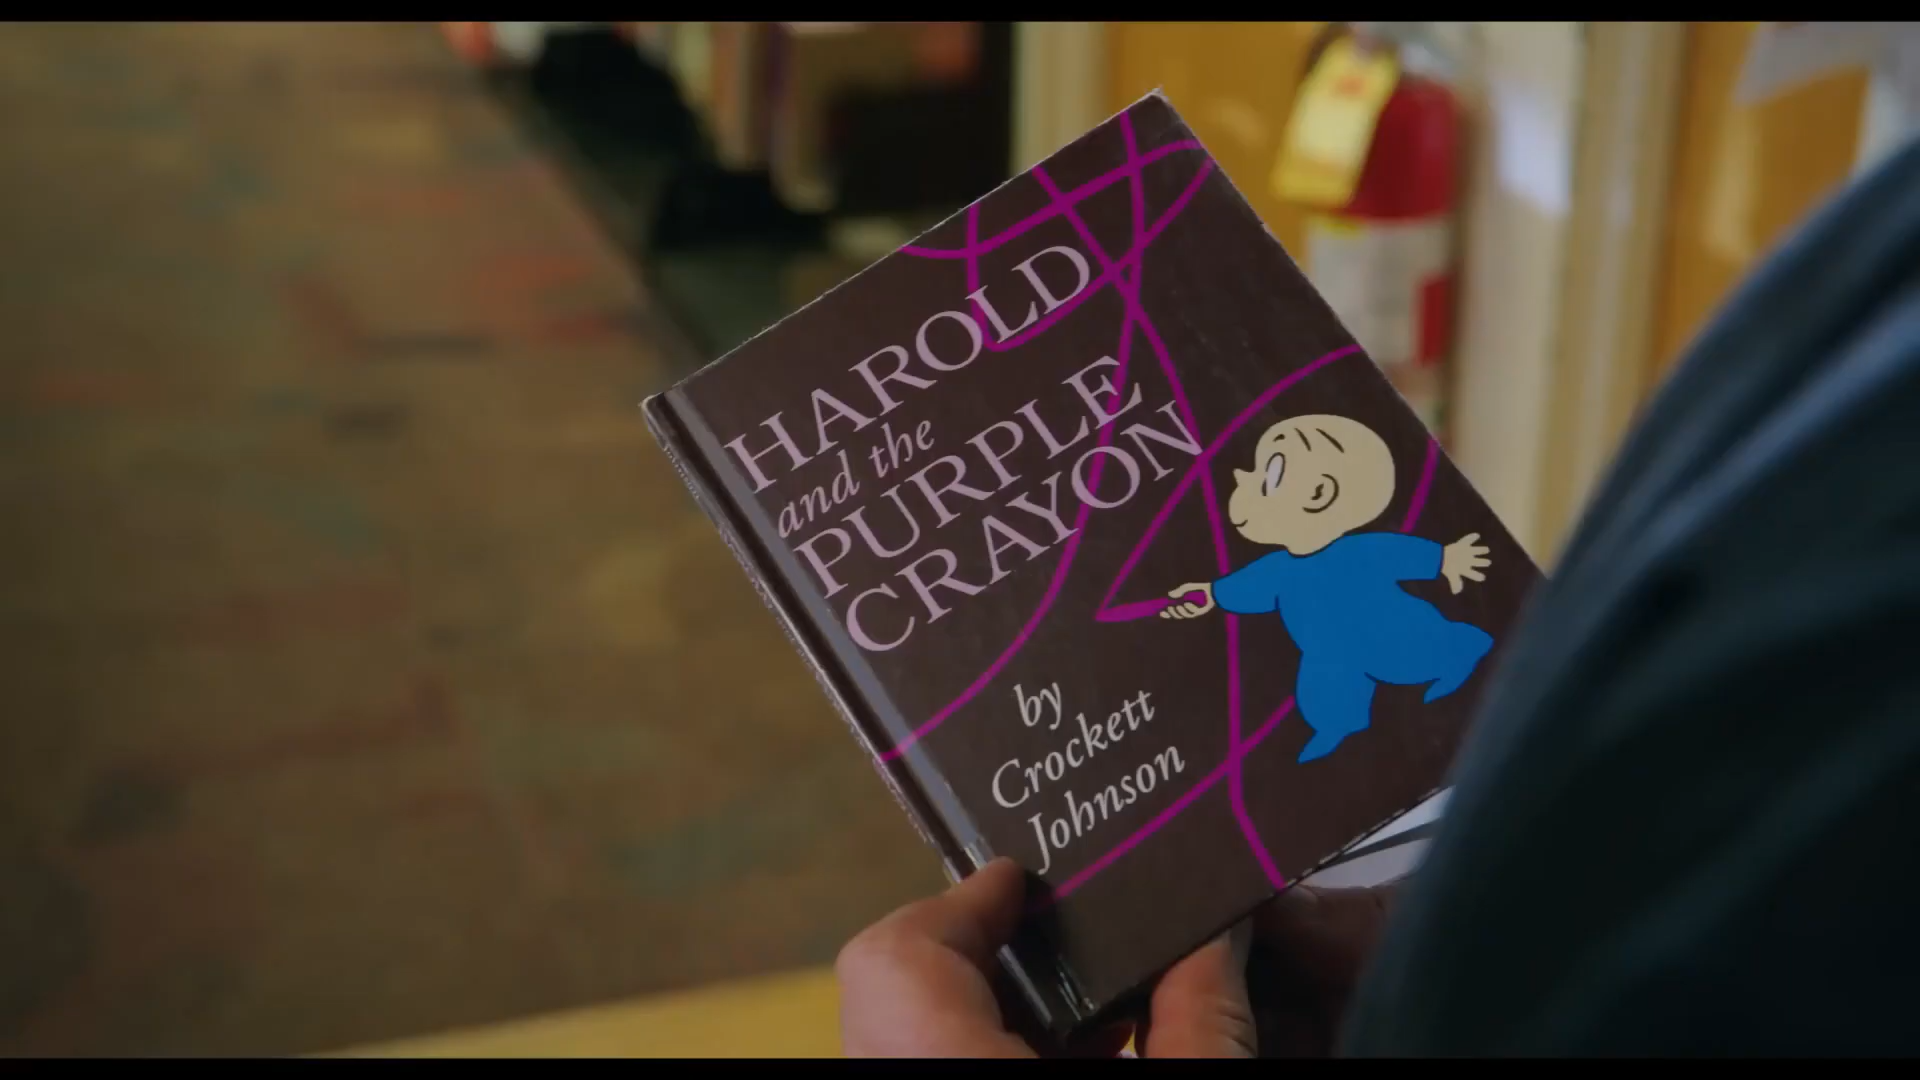 HAROLD
and the
PURPLE
CRAYON
by
Crockett
Johnson